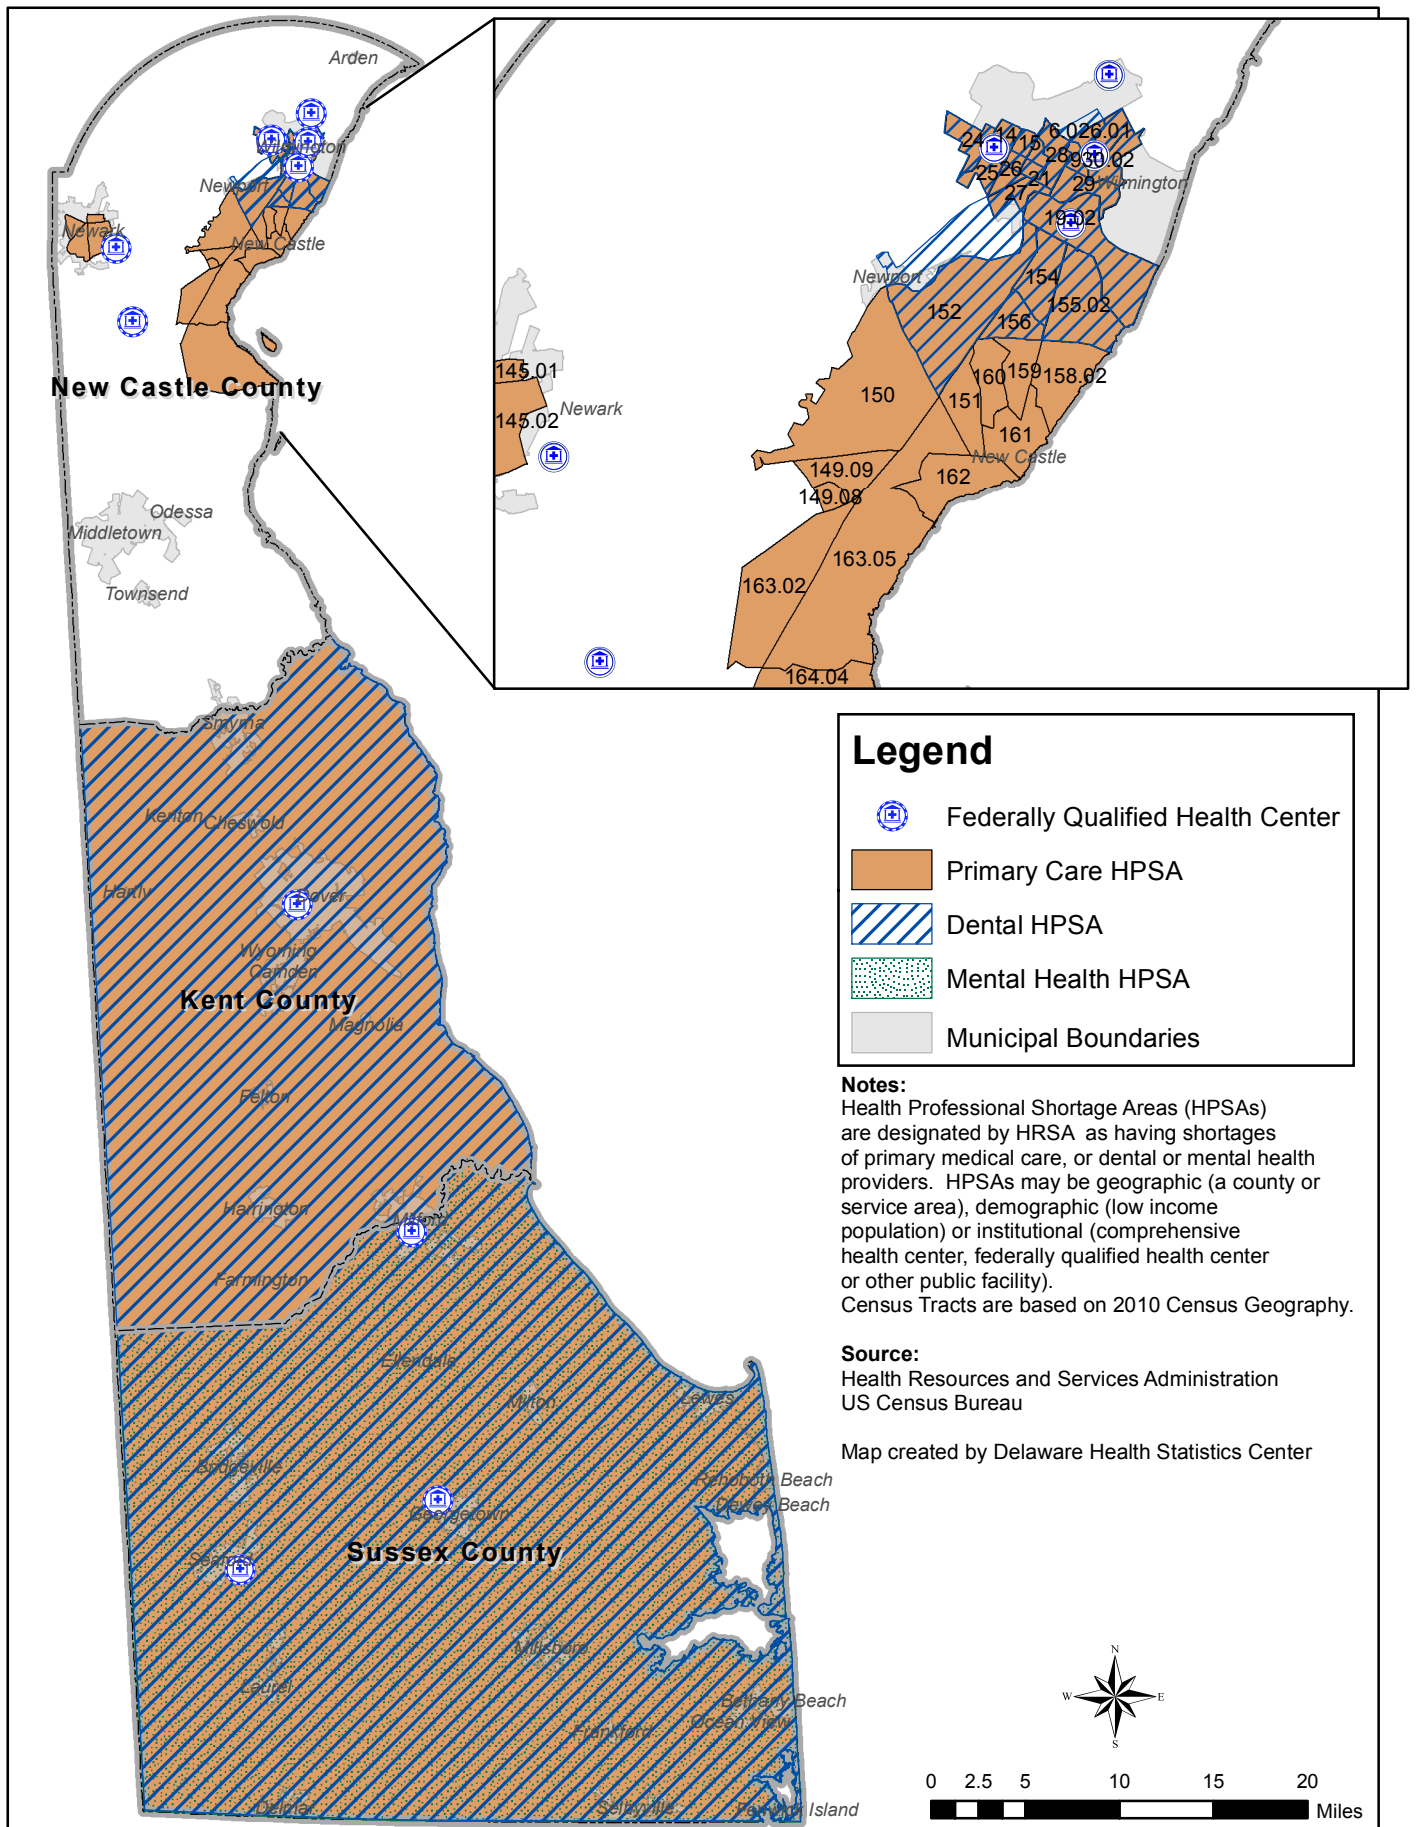 Arden
Wilmington
Newport
Newark
New Castle
New Castle County
Odessa
Middletown
Townsend
24
14
15
6.02
6.01
28
9
30.02
25
26
21
27
29
Wilmington
19.02
Newport
154
152
155.02
156
145.01
150
160
159
158.02
151
Newark
145.02
161
New Castle
149.09
162
149.08
163.05
163.02
164.04
Smyrna
Kenton
Cheswold
Hartly
Dover
Wyoming
Camden
Kent County
Magnolia
Felton
Harrington
Milford
Farmington
Ellendale
Milton
Lewes
Bridgeville
Rehoboth Beach
Dewey Beach
Georgetown
Seaford
Sussex County
Millsboro
Laurel
Bethany Beach
Ocean View
Frankford
Delmar
Selbyville
Fenwick Island
Legend
Federally Qualified Health Center
Primary Care HPSA
Dental HPSA
Mental Health HPSA
Municipal Boundaries
Notes:
Health Professional Shortage Areas (HPSAs)
are designated by HRSA as having shortages
of primary medical care, or dental or mental health
providers. HPSAs may be geographic (a county or
service area), demographic (low income
population) or institutional (comprehensive
health center, federally qualified health center
or other public facility).
Census Tracts are based on 2010 Census Geography.
Source:
Health Resources and Services Administration
US Census Bureau
Map created by Delaware Health Statistics Center
N
W
E
S
0 2.5 5 10 15 20
Miles